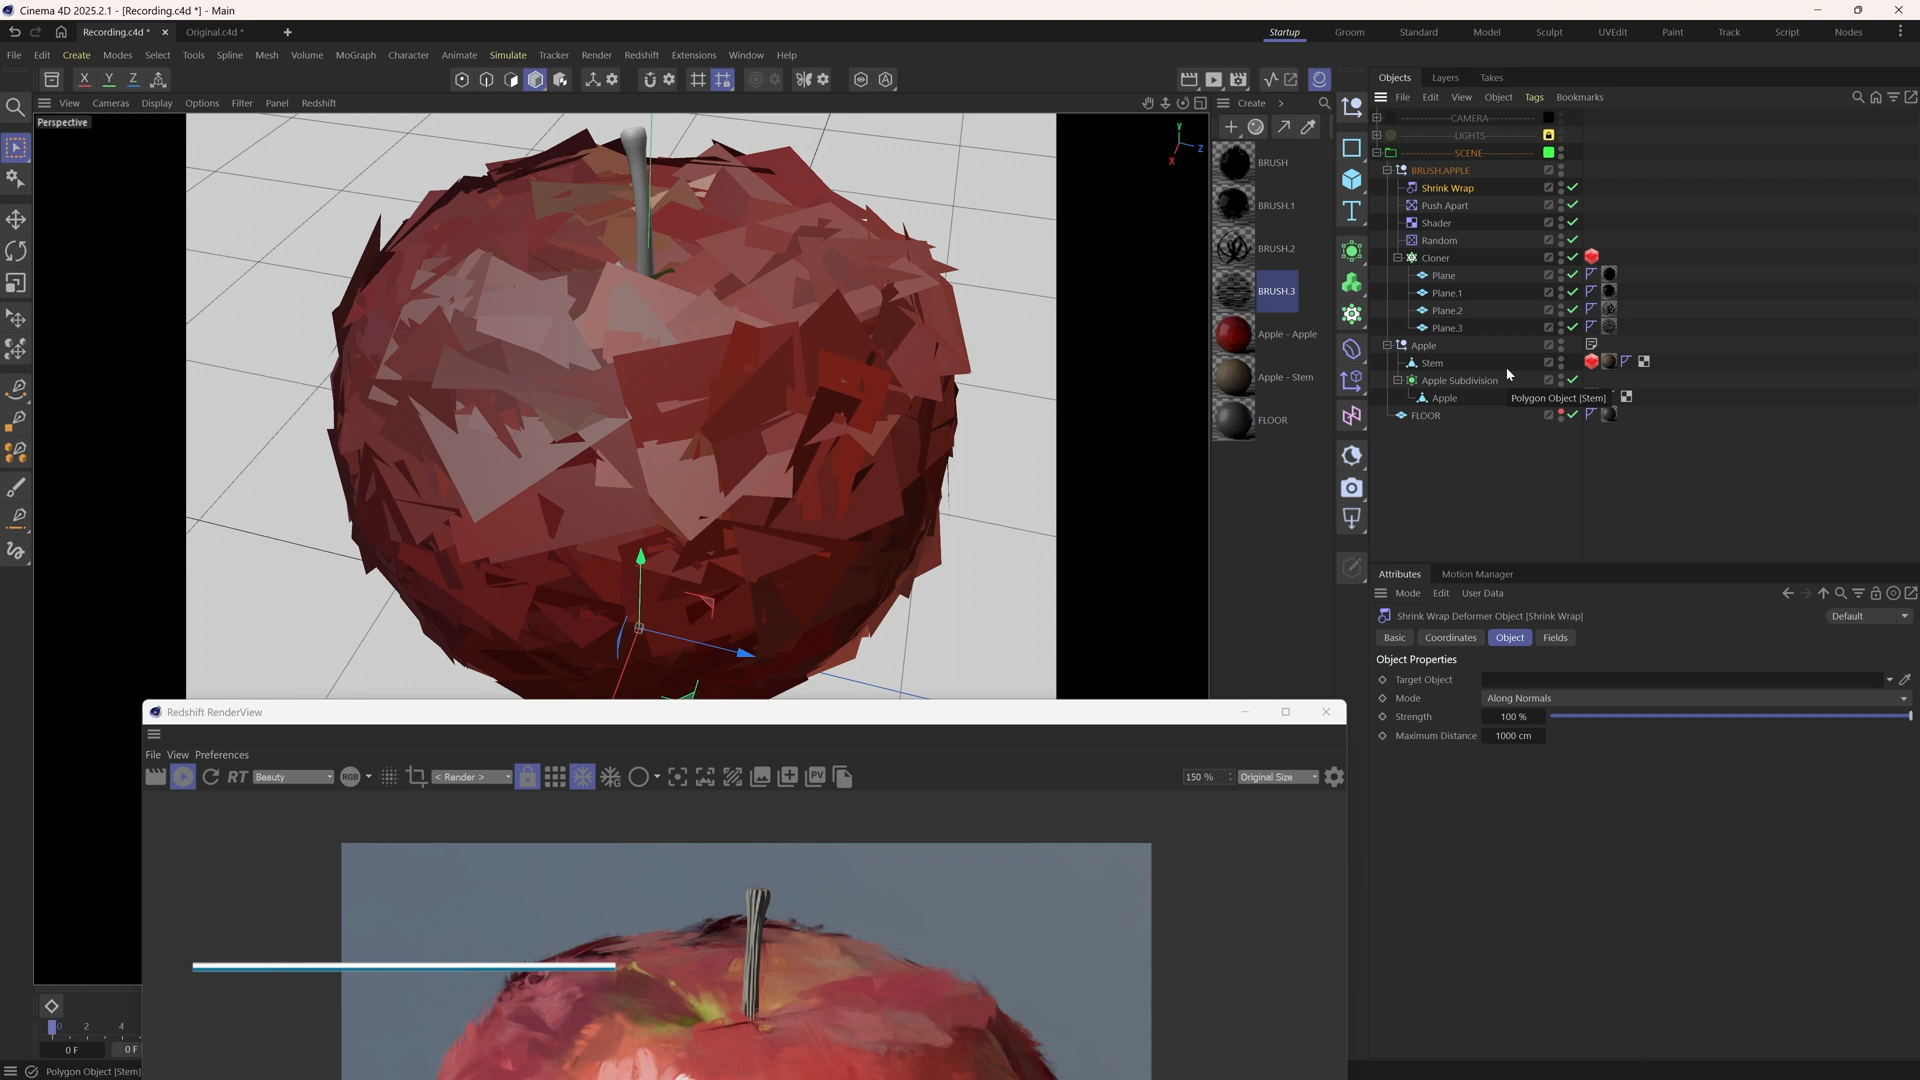 Cinema 4D 2025.2.1 - [Recording.c4d *] - Main
Recording.c4d * Original.c4d * Startup Groom Standard Model Sculpt UVEdit Paint Track Script Nodes
File Edit Create Modes Select Tools Spline Mesh Volume MoGraph Character Animate Simulate Tracker Render Redshift Extensions Window Help
Objects Layers Takes
X Y Z
View Cameras Display Options Filter Panel Redshift
Create
File Edit View Object Tags Bookmarks
Perspective
Y
Z
X
BRUSH
BRUSH.1
BRUSH.2
BRUSH.3
Apple - Apple
Apple - Stem
FLOOR
--------------CAMERA--------------
--------------LIGHTS--------------
--------------SCENE--------------
BRUSH.APPLE
Shrink Wrap
Push Apart
Shader
Random
Cloner
Plane
Plane.1
Plane.2
Plane.3
Apple
Stem
Apple Subdivision
Apple
Polygon Object [Stem]
FLOOR
Attributes Motion Manager
Mode Edit User Data
Shrink Wrap Deformer Object [Shrink Wrap] Default
Basic Coordinates Object Fields
Object Properties
Target Object
Mode Along Normals
Strength 100 %
Maximum Distance 1000 cm
Redshift RenderView
File View Preferences
RT Beauty RGB < Render > PV 150 % Original Size
0 2 4
0 F 0 F
Polygon Object [Stem]